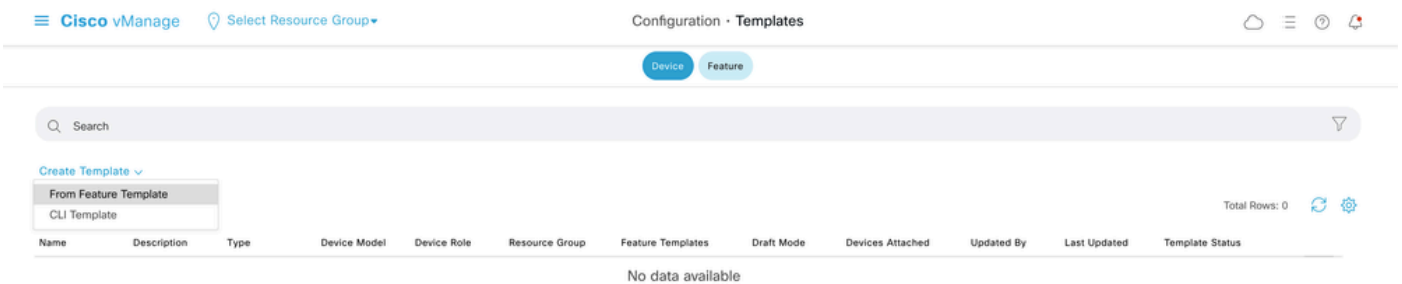 Cisco vManage Select Resource Group Configuration · Templates
Device Feature
Search
Create Template
From Feature Template
CLI Template
Total Rows: 0
Name Description Type Device Model Device Role Resource Group Feature Templates Draft Mode Devices Attached Updated By Last Updated Template Status
No data available